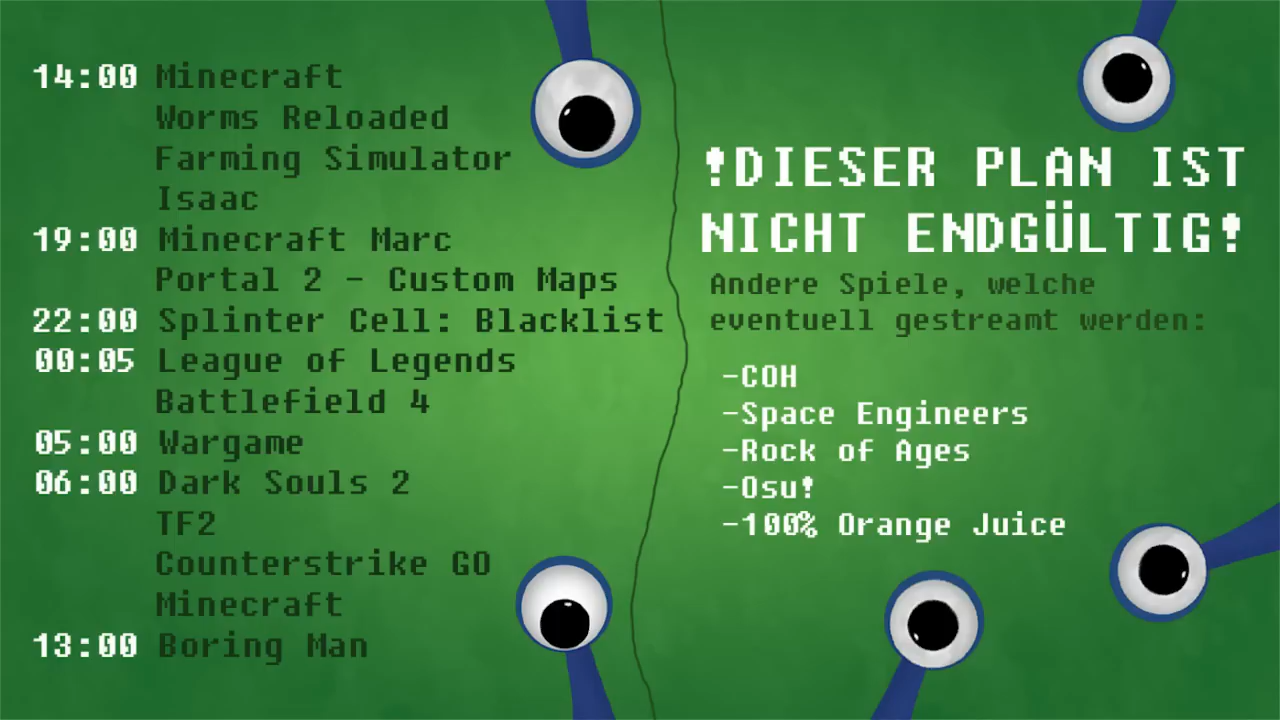 14:00 Minecraft
Worms Reloaded
Farming Simulator
Isaac
19:00 Minecraft Marc
Portal 2 - Custom Maps
22:00 Splinter Cell: Blacklist
00:05 League of Legends
Battlefield 4
05:00 Wargame
06:00 Dark Souls 2
TF2
Counterstrike GO
Minecraft
13:00 Boring Man
!DIESER PLAN IST
NICHT ENDGÜLTIG!
Andere Spiele, welche
eventuell gestreamt werden:
-COH
-Space Engineers
-Rock of Ages
-Osu!
-100% Orange Juice